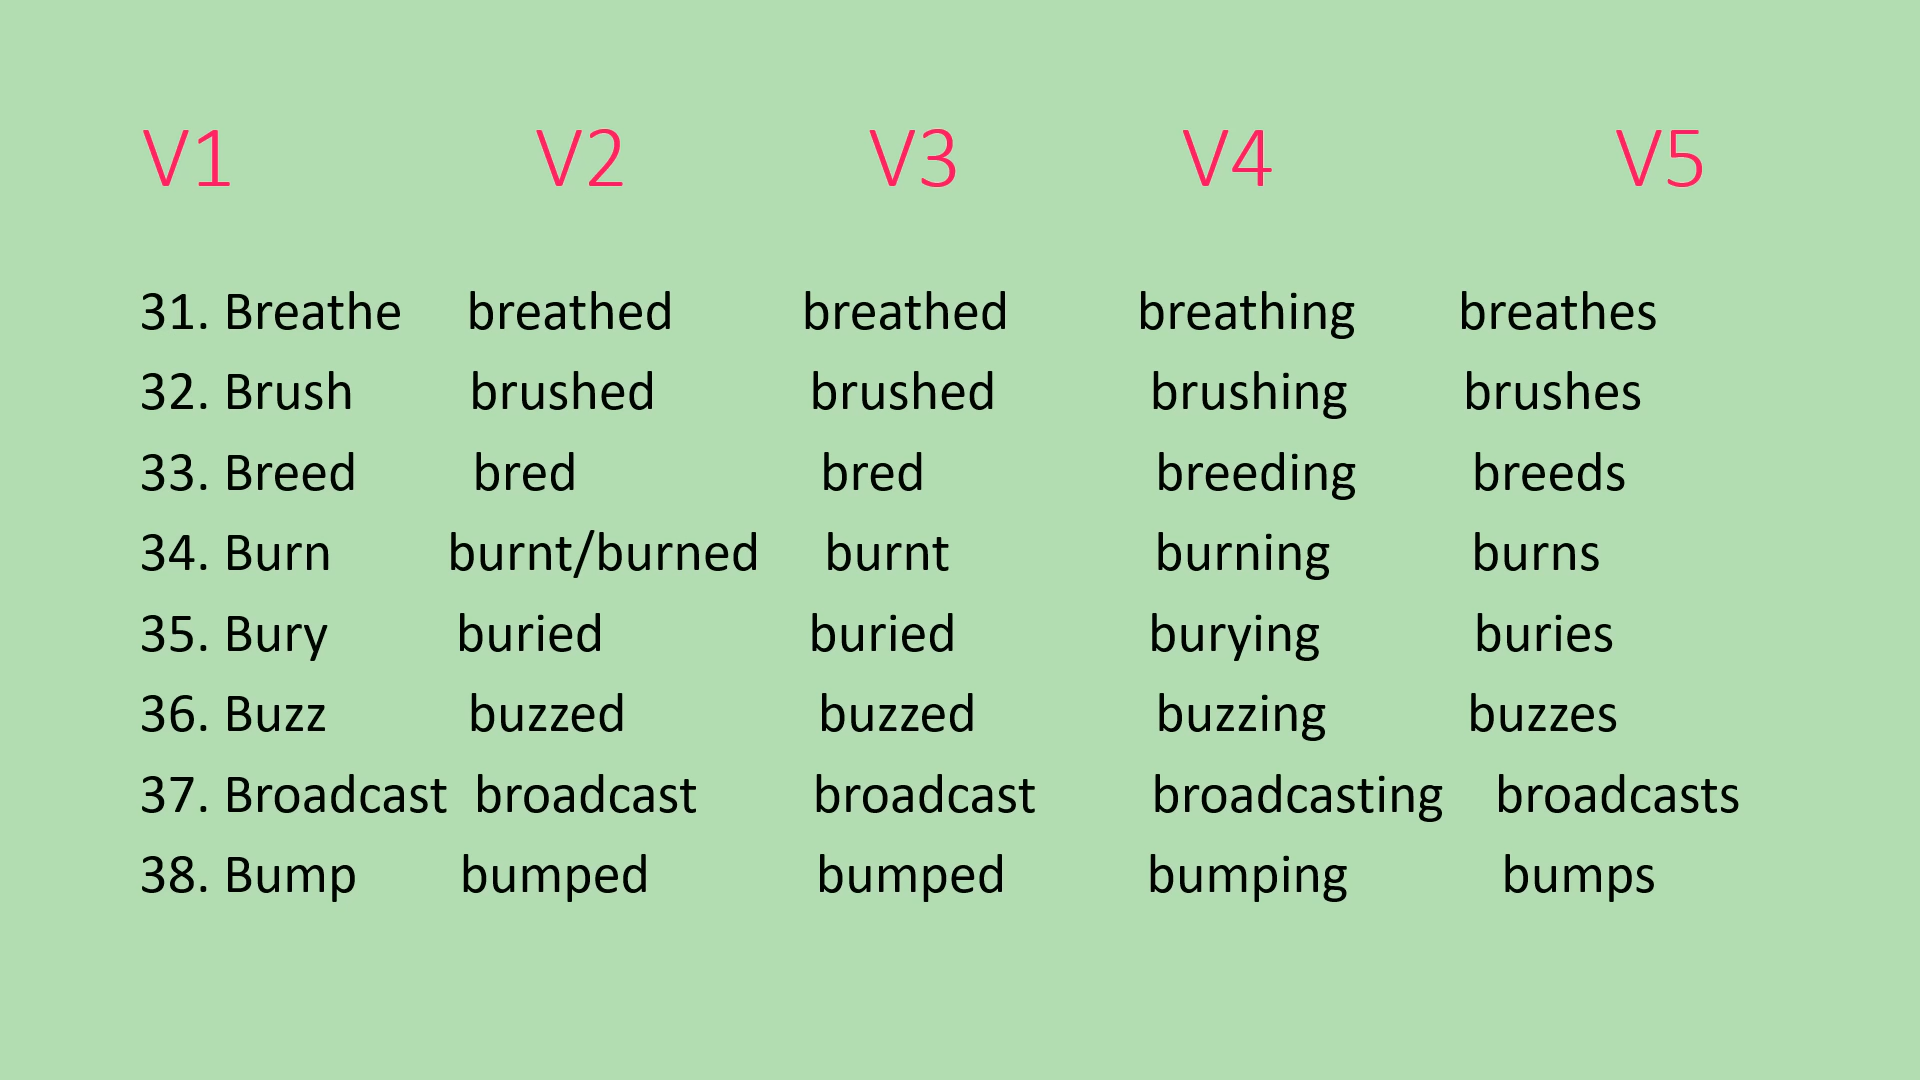 V1 V2 V3 V4 V5
31. Breathe breathed breathed breathing breathes
32. Brush brushed brushed brushing brushes
33. Breed bred bred breeding breeds
34. Burn burnt/burned burnt burning burns
35. Bury buried buried burying buries
36. Buzz buzzed buzzed buzzing buzzes
37. Broadcast broadcast broadcast broadcasting broadcasts
38. Bump bumped bumped bumping bumps